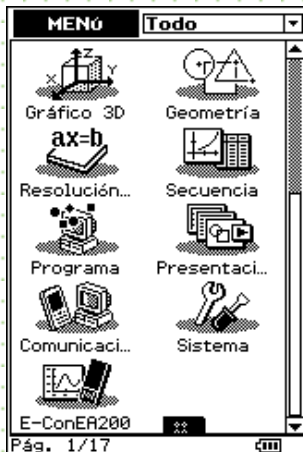 MENÚ Todo
Z
X Y
Gráfico 3D Geometría
ax=b
Resolución... Secuencia
Programa Presentaci...
Comunicaci... Sistema
E-ConEA200
Pág. 1/17